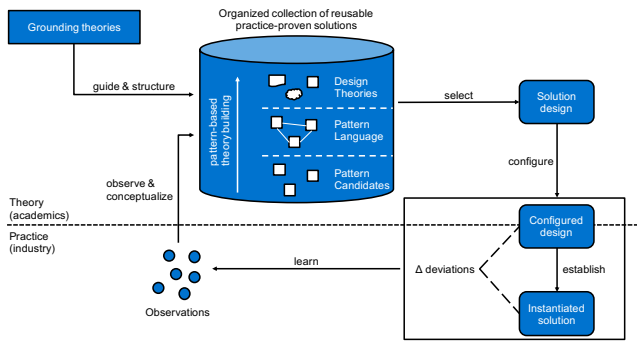 Organized collection of reusable
practice-proven solutions
Grounding theories
guide & structure
pattern-based
theory building
Design
Theories
Pattern
Language
Pattern
Candidates
select
Solution
design
configure
observe &
conceptualize
Theory
(academics)
Practice
(industry)
Configured
design
Δ deviations
establish
learn
Instantiated
solution
Observations